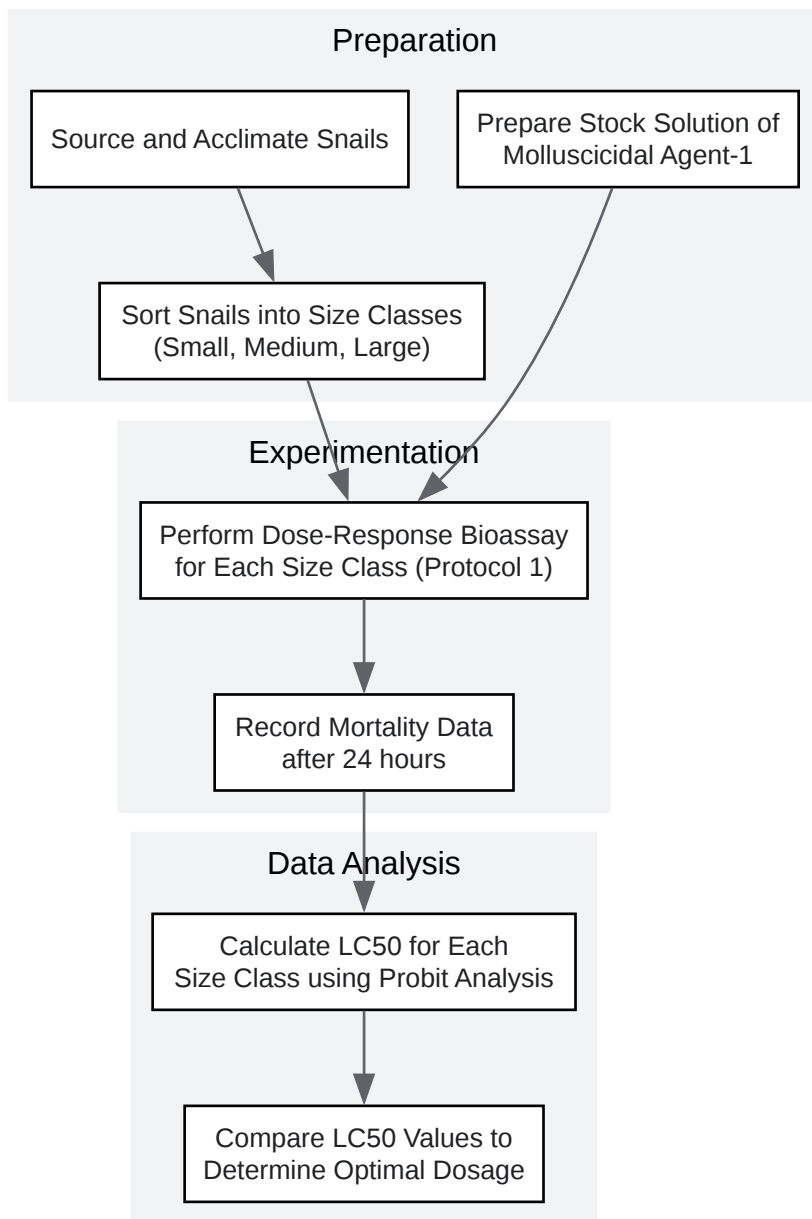 Preparation
Source and Acclimate Snails
Prepare Stock Solution of
Molluscicidal Agent-1
Sort Snails into Size Classes
(Small, Medium, Large)
Experimentation
Perform Dose-Response Bioassay
for Each Size Class (Protocol 1)
Record Mortality Data
after 24 hours
Data Analysis
Calculate LC50 for Each
Size Class using Probit Analysis
Compare LC50 Values to
Determine Optimal Dosage